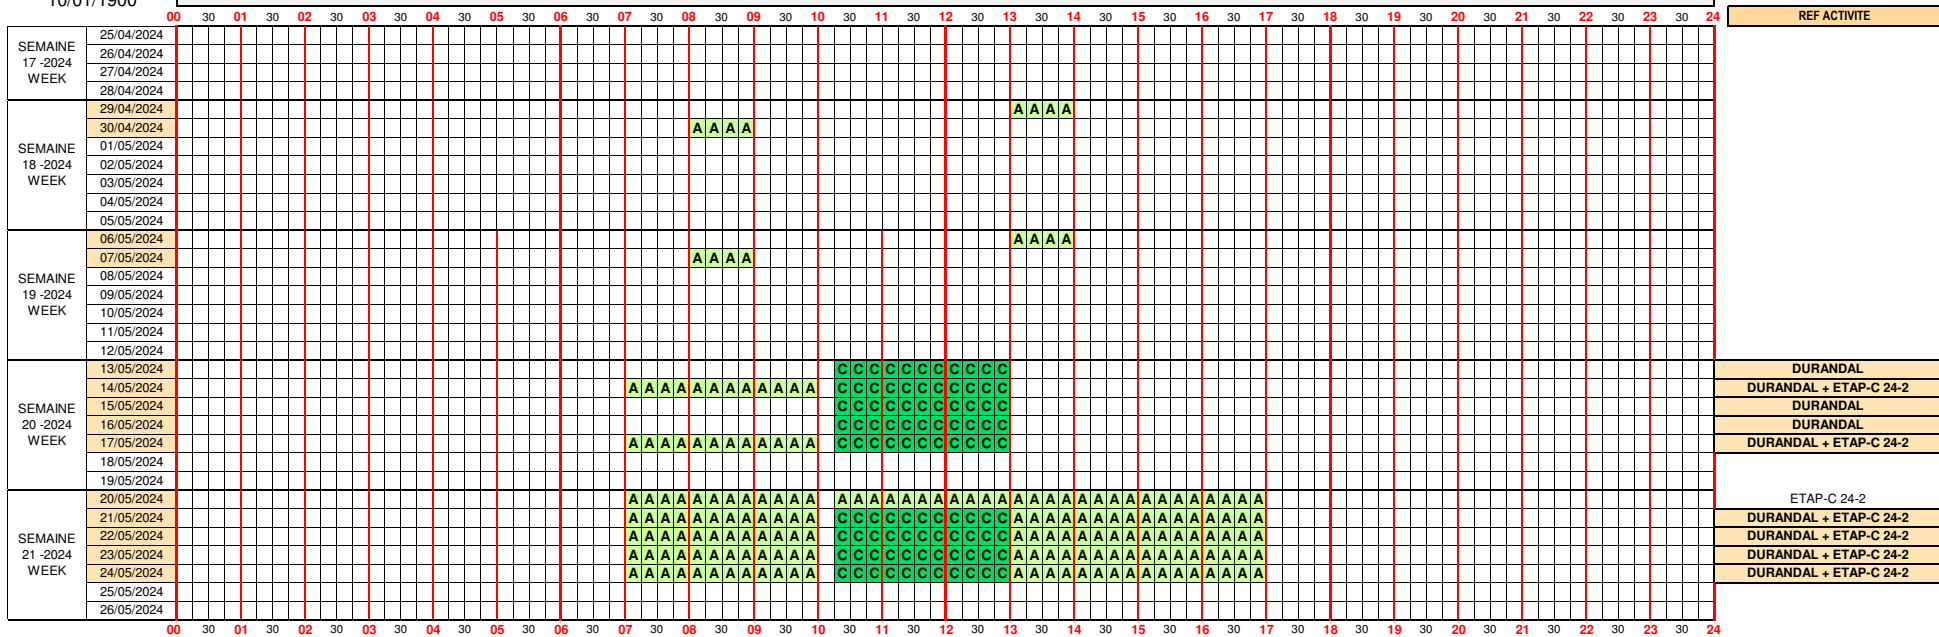 10/01/1900
00 30 01 30 02 30 03 30 04 30 05 30 06 30 07 30 08 30 09 30 10 30 11 30 12 30 13 30 14 30 15 30 16 30 17 30 18 30 19 30 20 30 21 30 22 30 23 30 24 REF ACTIVITE
SEMAINE
17 -2024
WEEK
25/04/2024
26/04/2024
27/04/2024
28/04/2024
SEMAINE
18 -2024
WEEK
29/04/2024 A A A A
30/04/2024 A A A A
01/05/2024
02/05/2024
03/05/2024
04/05/2024
05/05/2024
SEMAINE
19 -2024
WEEK
06/05/2024 A A A A
07/05/2024 A A A A
08/05/2024
09/05/2024
10/05/2024
11/05/2024
12/05/2024
SEMAINE
20 -2024
WEEK
13/05/2024 C C C C C C C C C C C DURANDAL
14/05/2024 A A A A A A A A A A A A C C C C C C C C C C C DURANDAL + ETAP-C 24-2
15/05/2024 C C C C C C C C C C C DURANDAL
16/05/2024 C C C C C C C C C C C DURANDAL
17/05/2024 A A A A A A A A A A A A C C C C C C C C C C C DURANDAL + ETAP-C 24-2
18/05/2024
19/05/2024
SEMAINE
21 -2024
WEEK
20/05/2024 A A A A A A A A A A A A A A A A A A A A A A A A A A A A A A A A A A A A A A A ETAP-C 24-2
21/05/2024 A A A A A A A A A A A A C C C C C C C C C C C A A A A A A A A A A A A A A A A DURANDAL + ETAP-C 24-2
22/05/2024 A A A A A A A A A A A A C C C C C C C C C C C A A A A A A A A A A A A A A A A DURANDAL + ETAP-C 24-2
23/05/2024 A A A A A A A A A A A A C C C C C C C C C C C A A A A A A A A A A A A A A A A DURANDAL + ETAP-C 24-2
24/05/2024 A A A A A A A A A A A A C C C C C C C C C C C A A A A A A A A A A A A A A A A DURANDAL + ETAP-C 24-2
25/05/2024
26/05/2024
00 30 01 30 02 30 03 30 04 30 05 30 06 30 07 30 08 30 09 30 10 30 11 30 12 30 13 30 14 30 15 30 16 30 17 30 18 30 19 30 20 30 21 30 22 30 23 30 24